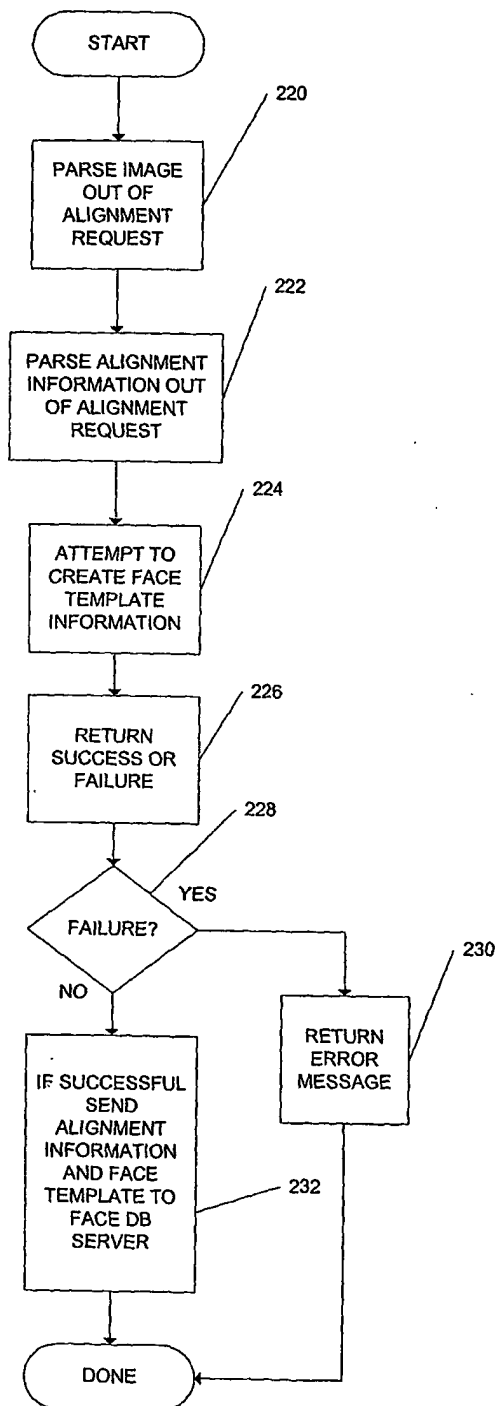 START
220
PARSE IMAGE
OUT OF
ALIGNMENT
REQUEST
222
PARSE ALIGNMENT
INFORMATION OUT
OF ALIGNMENT
REQUEST
224
ATTEMPT TO
CREATE FACE
TEMPLATE
INFORMATION
226
RETURN
SUCCESS OR
FAILURE
228
YES
FAILURE?
NO
230
RETURN
ERROR
MESSAGE
IF SUCCESSFUL
SEND
ALIGNMENT
INFORMATION
AND FACE
TEMPLATE TO
FACE DB
SERVER
232
DONE